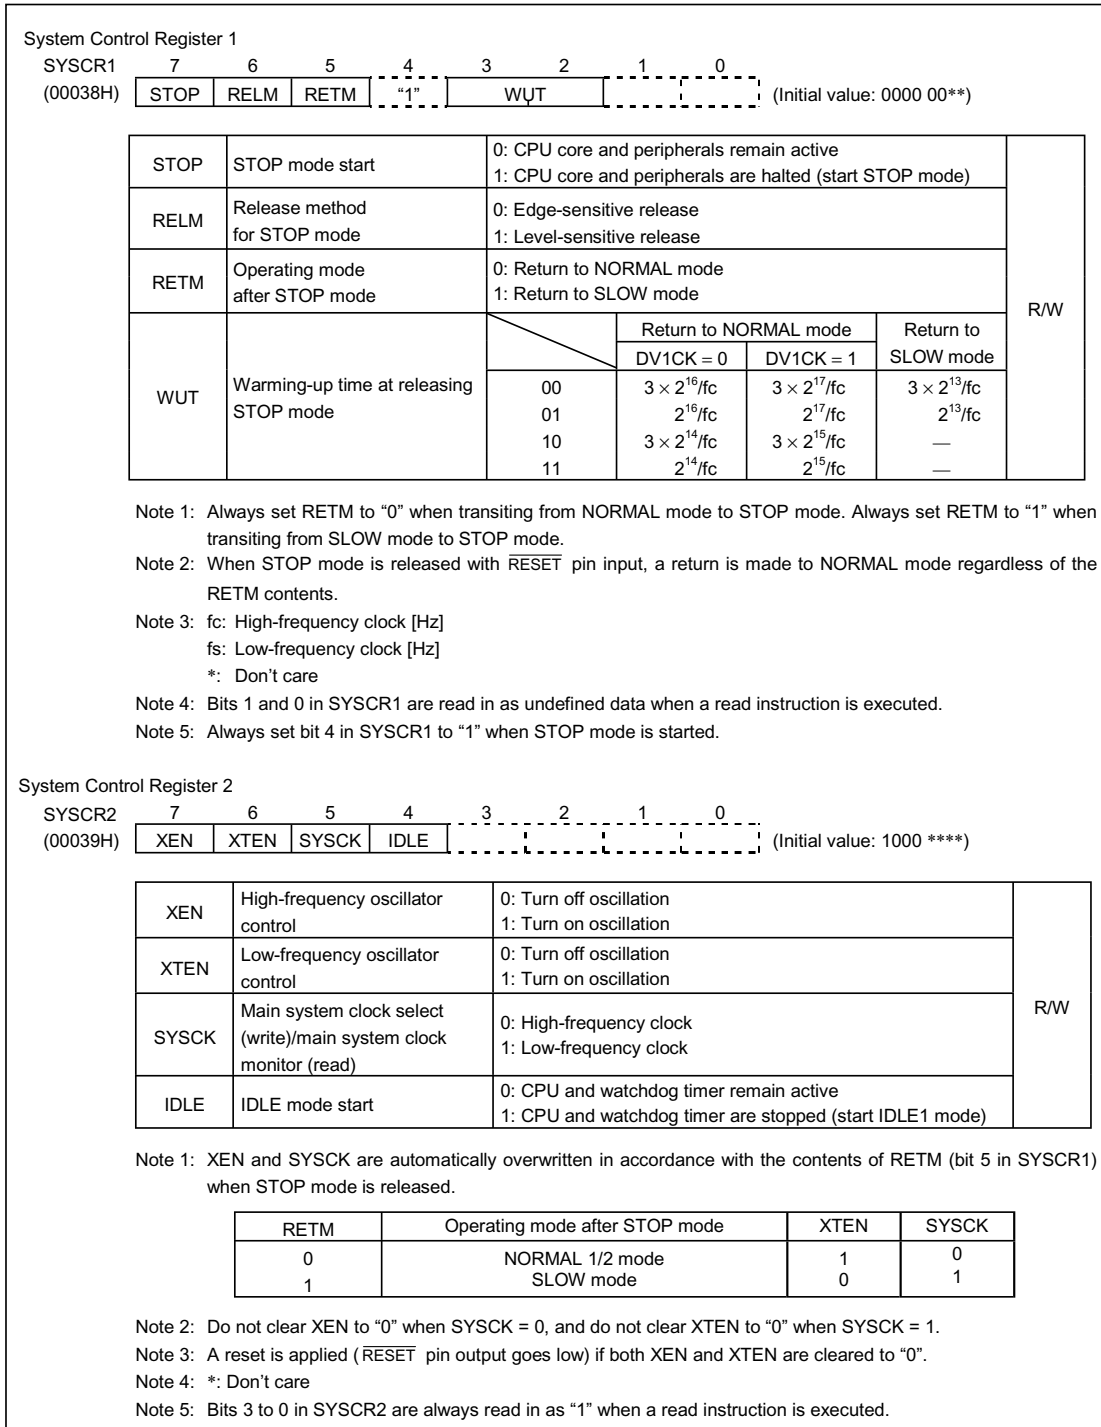 System Control Register 1
SYSCR1 7 6 5 4 3 2 1 0
(00038H) STOP RELM RETM “1” WUT (Initial value: 0000 00**)
STOP STOP mode start 0: CPU core and peripherals remain active
1: CPU core and peripherals are halted (start STOP mode)
RELM Release method for STOP mode 0: Edge-sensitive release
1: Level-sensitive release
RETM Operating mode after STOP mode 0: Return to NORMAL mode
1: Return to SLOW mode
R/W
WUT Warming-up time at releasing STOP mode
Return to NORMAL mode Return to SLOW mode
DV1CK = 0 DV1CK = 1
00 3 × 2^16/fc 3 × 2^17/fc 3 × 2^13/fc
01 2^16/fc 2^17/fc 2^13/fc
10 3 × 2^14/fc 3 × 2^15/fc —
11 2^14/fc 2^15/fc —
Note 1: Always set RETM to “0” when transiting from NORMAL mode to STOP mode. Always set RETM to “1” when
transiting from SLOW mode to STOP mode.
Note 2: When STOP mode is released with RESET pin input, a return is made to NORMAL mode regardless of the
RETM contents.
Note 3: fc: High-frequency clock [Hz]
fs: Low-frequency clock [Hz]
*: Don’t care
Note 4: Bits 1 and 0 in SYSCR1 are read in as undefined data when a read instruction is executed.
Note 5: Always set bit 4 in SYSCR1 to “1” when STOP mode is started.
System Control Register 2
SYSCR2 7 6 5 4 3 2 1 0
(00039H) XEN XTEN SYSCK IDLE (Initial value: 1000 ****)
XEN High-frequency oscillator control 0: Turn off oscillation
1: Turn on oscillation
XTEN Low-frequency oscillator control 0: Turn off oscillation
1: Turn on oscillation
SYSCK Main system clock select (write)/main system clock monitor (read) 0: High-frequency clock
1: Low-frequency clock
R/W
IDLE IDLE mode start 0: CPU and watchdog timer remain active
1: CPU and watchdog timer are stopped (start IDLE1 mode)
Note 1: XEN and SYSCK are automatically overwritten in accordance with the contents of RETM (bit 5 in SYSCR1)
when STOP mode is released.
RETM Operating mode after STOP mode XTEN SYSCK
0 NORMAL 1/2 mode 1 0
1 SLOW mode 0 1
Note 2: Do not clear XEN to “0” when SYSCK = 0, and do not clear XTEN to “0” when SYSCK = 1.
Note 3: A reset is applied (RESET pin output goes low) if both XEN and XTEN are cleared to “0”.
Note 4: *: Don’t care
Note 5: Bits 3 to 0 in SYSCR2 are always read in as “1” when a read instruction is executed.